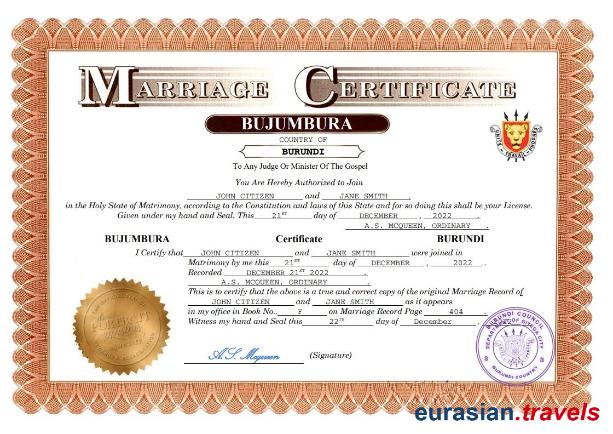 MARRIAGE CERTIFICATE
BUJUMBURA
COUNTRY OF
BURUNDI
To Any Judge Or Minister Of The Gospel
You Are Hereby Authorized to Join
JOHN CITIZEN and JANE SMITH
in the Holy State of Matrimony, according to the Constitution and laws of this State and for so doing this shall be your License.
Given under my hand and Seal, This 21ST day of DECEMBER , 2022 .
A.S. MCQUEEN, ORDINARY .
BUJUMBURA Certificate BURUNDI
I Certify that JOHN CITIZEN and JANE SMITH were joined in
Matrimony by me this 21ST day of DECEMBER , 2022 .
Recorded DECEMBER 21ST 2022 .
A.S. MCQUEEN, ORDINARY .
This is to certify that the above is a true and correct copy of the original Marriage Record of
JOHN CITIZEN and JANE SMITH as it appears
in my office in Book No.. F on Marriage Record Page 404 .
Witness my hand and Seal this 22TH day of December .
A.S. Mcqueen (Signature)
UNITE TRAVAIL PROGRES
BURUNDI COUNCIL
BURUNDI COUNTRY
eurasian.travels